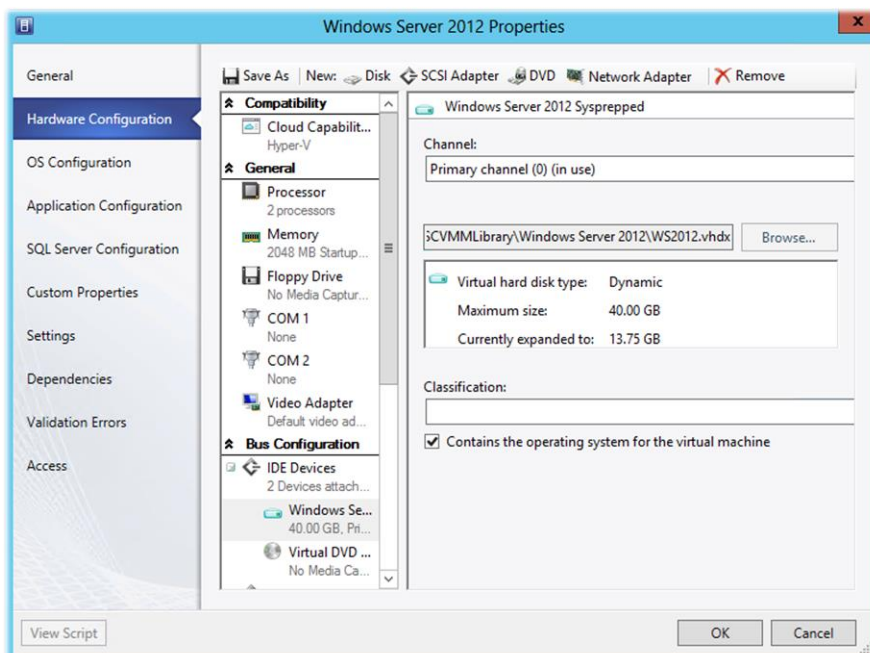 Windows Server 2012 Properties
x
General
Hardware Configuration
OS Configuration
Application Configuration
SQL Server Configuration
Custom Properties
Settings
Dependencies
Validation Errors
Access
Save As New: Disk SCSI Adapter DVD Network Adapter Remove
Compatibility
Cloud Capabilit...
Hyper-V
General
Processor
2 processors
Memory
2048 MB Startup...
Floppy Drive
No Media Captur...
COM 1
None
COM 2
None
Video Adapter
Default video ad...
Bus Configuration
IDE Devices
2 Devices attach...
Windows Se...
40.00 GB, Pri...
Virtual DVD ...
No Media Ca...
Windows Server 2012 Sysprepped
Channel:
Primary channel (0) (in use)
SCVMMLibrary\Windows Server 2012\WS2012.vhdx Browse...
Virtual hard disk type: Dynamic
Maximum size: 40.00 GB
Currently expanded to: 13.75 GB
Classification:
Contains the operating system for the virtual machine
View Script OK Cancel